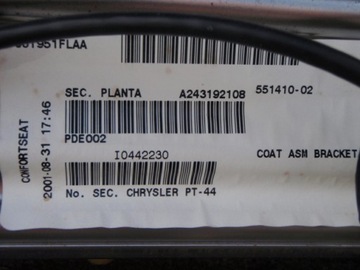 961951FLAA
SEC. PLANTA A243192108
551410-02
PDE002
I0442230
COAT ASM BRACKET
No. SEC. CHRYSLER PT-44
COMFORTSEAT
2001-08-31 17:46